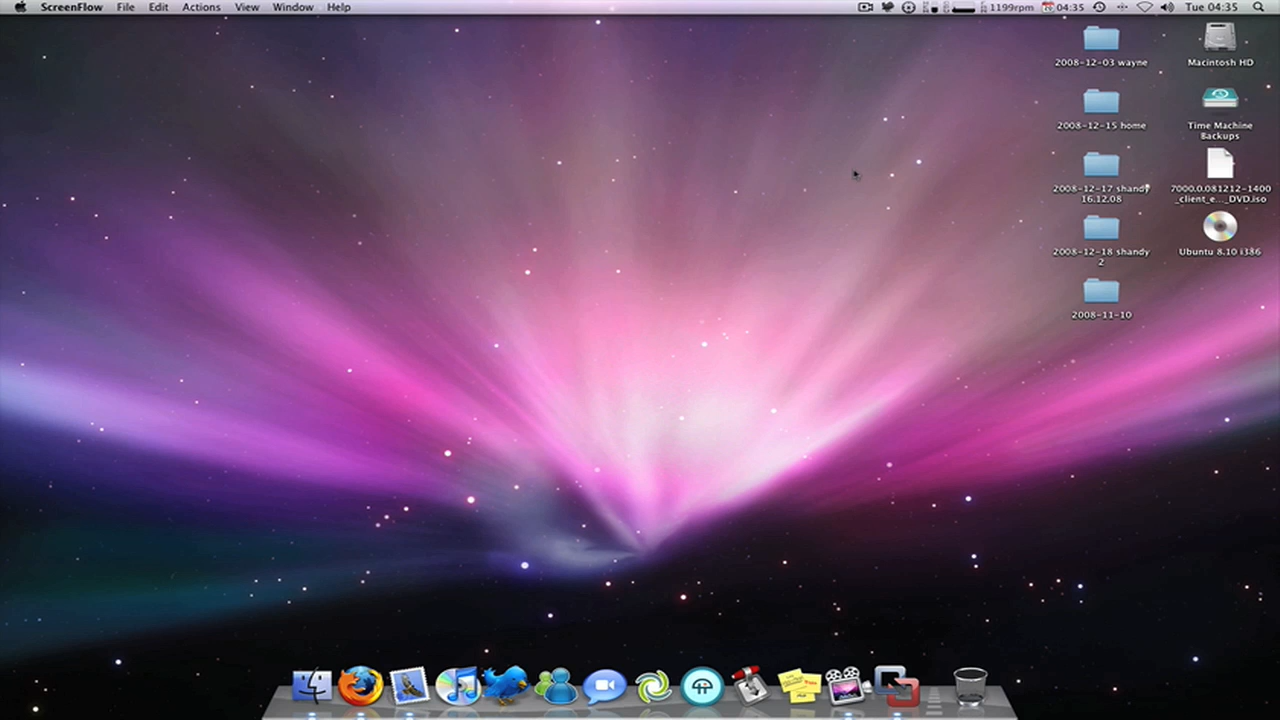 ScreenFlow File Edit Actions View Window Help 1199rpm 04:35 Tue 04:35
2008-12-03 wayne
Macintosh HD
2008-12-15 home
Time Machine
Backups
2008-12-17 shandy
16.12.08
7000.0.081212-1400
_client_e..._DVD.iso
2008-12-18 shandy
2
Ubuntu 8.10 i386
2008-11-10